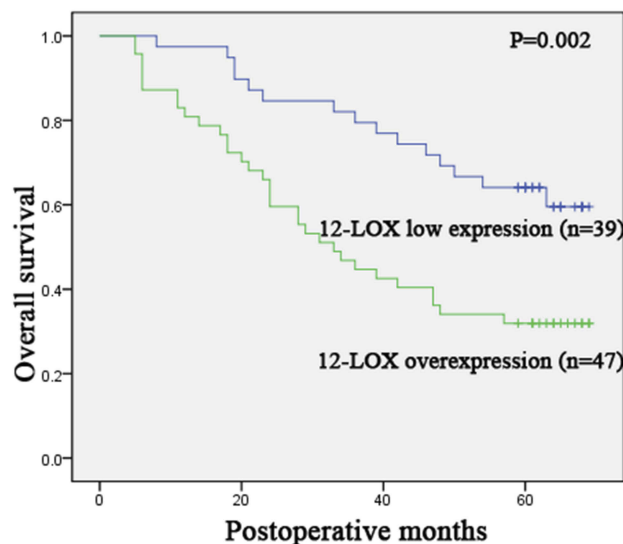 P=0.002
1.0
0.8
0.6
0.4
0.2
0.0
Overall survival
12-LOX low expression (n=39)
12-LOX overexpression (n=47)
0 20 40 60
Postoperative months